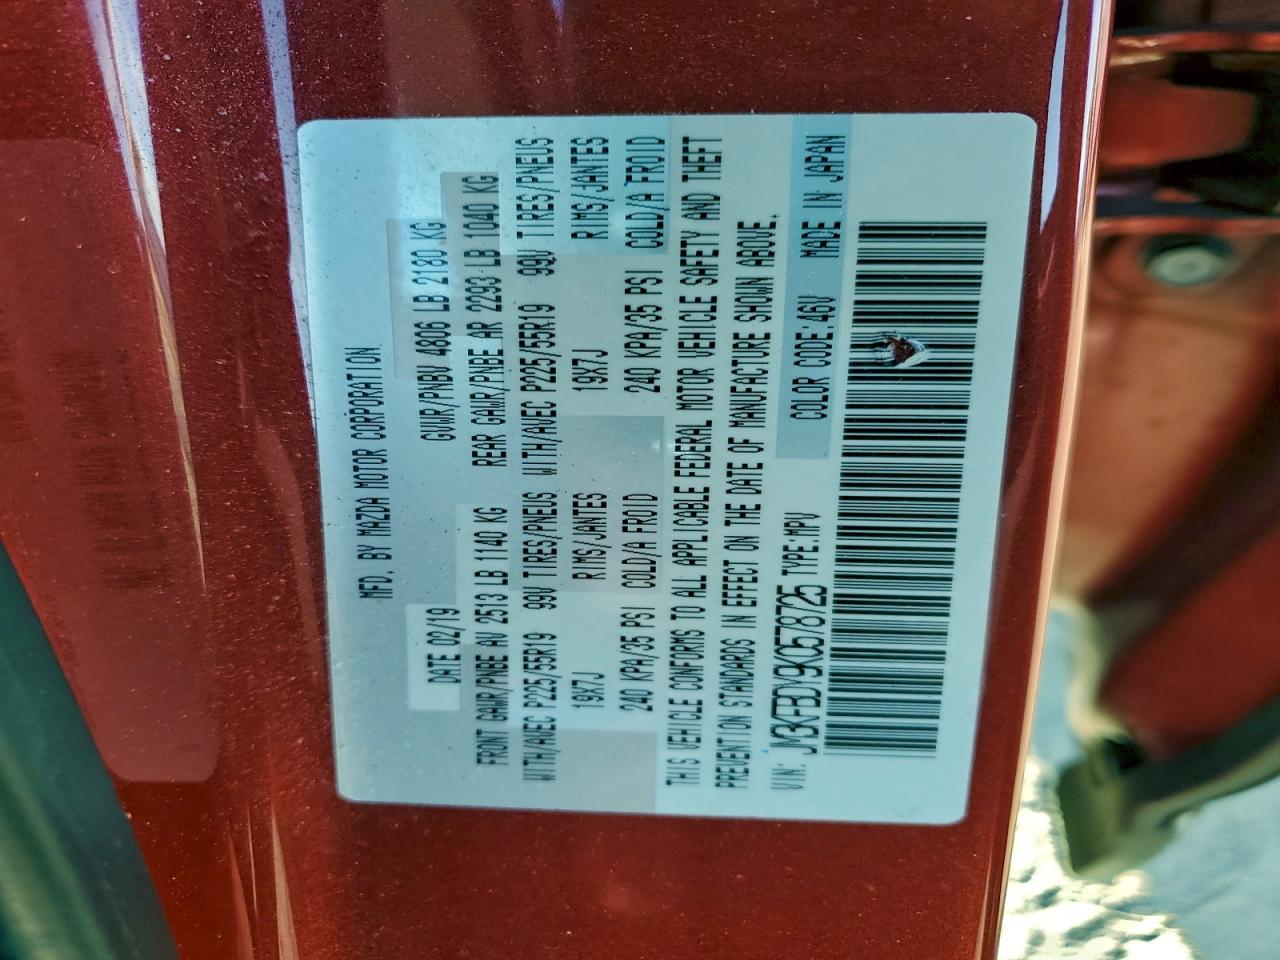 MFD. BY MAZDA MOTOR CORPORATION
DATE 02/19 GVWR/PNBV 4806 LB 2180 KG
FRONT GAWR/PNBE AV 2513 LB 1140 KG REAR GAWR/PNBE AR 2293 LB 1040 KG
WITH/AVEC P225/55R19 99V TIRES/PNEUS WITH/AVEC P225/55R19 99V TIRES/PNEUS
19X7J RIMS/JANTES 19X7J RIMS/JANTES
240 KPA/35 PSI COLD/A FROID 240 KPA/35 PSI COLD/A FROID
THIS VEHICLE CONFIRMS TO ALL APPLICABLE FEDERAL MOTOR VEHICLE SAFETY AND THEFT
PREVENTION STANDARDS IN EFFECT ON THE DATE OF MANUFACTURE SHOWN ABOVE.
VIN: JM3KFBDY9K0578725 TYPE:MPV COLOR CODE:46V MADE IN JAPAN